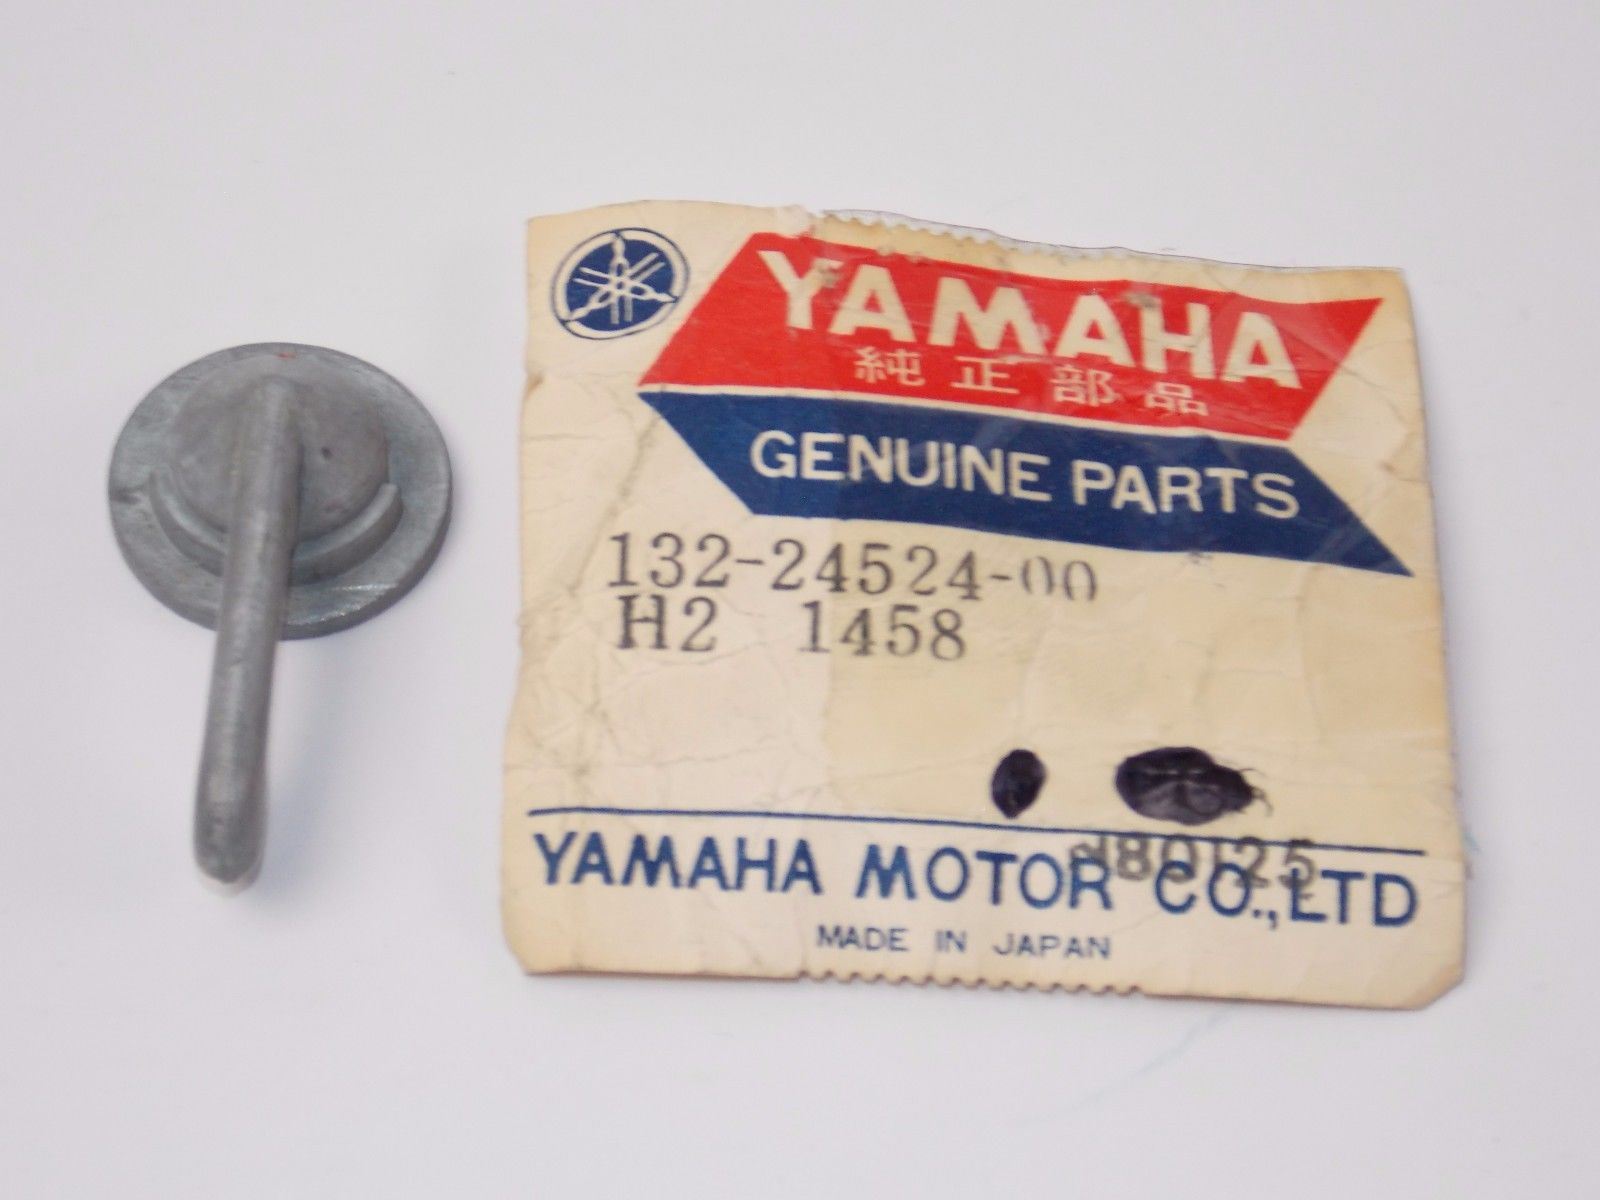 YAMAHA
純正部品
GENUINE PARTS
132-24524-00
H2 1458
180125
YAMAHA MOTOR CO., LTD
MADE IN JAPAN